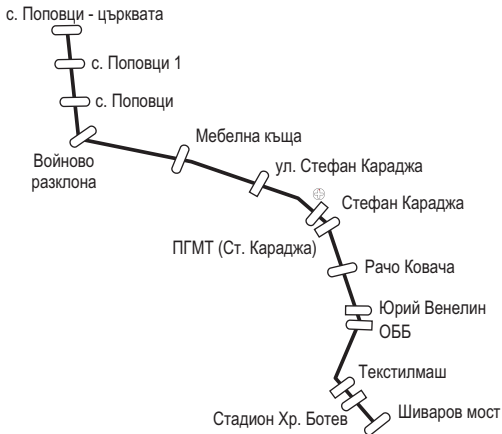 с. Поповци - църквата
с. Поповци 1
с. Поповци
Войново
разклона
Мебелна къща
ул. Стефан Караджа
Стефан Караджа
ПГМТ (Ст. Караджа)
Рачо Ковача
Юрий Венелин
ОББ
Текстилмаш
Стадион Хр. Ботев
Шиваров мост